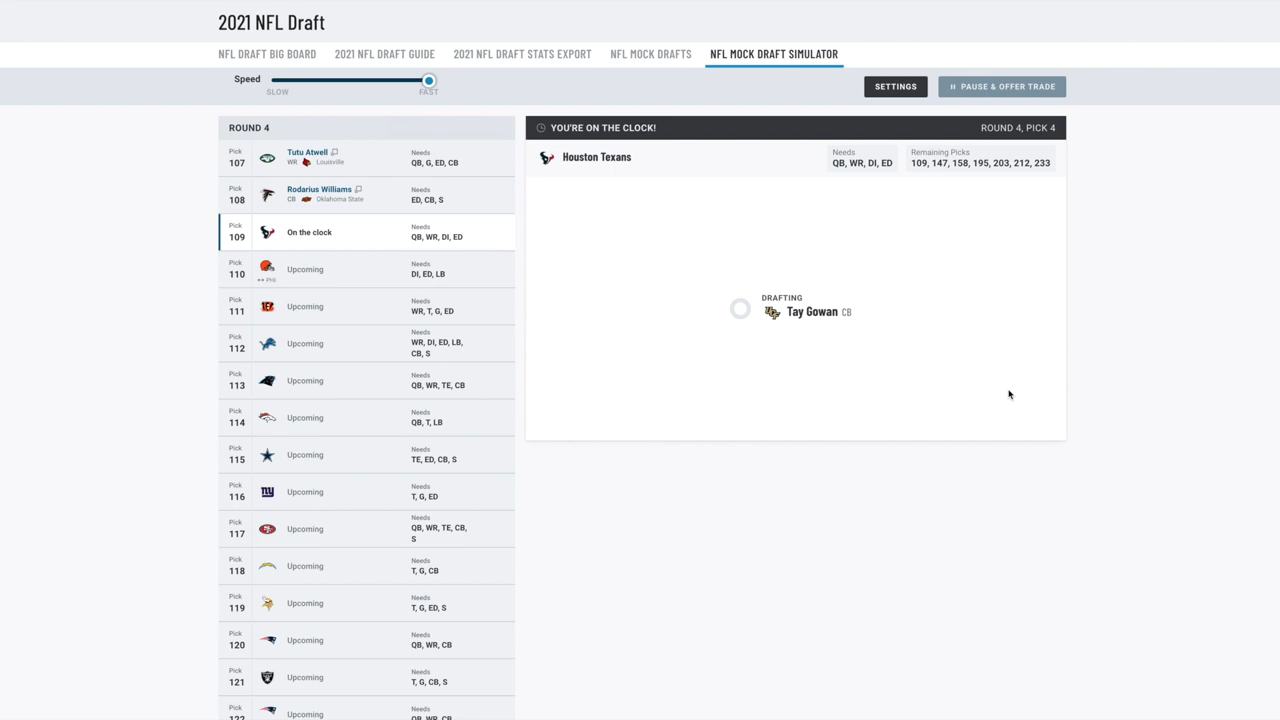 2021 NFL Draft
NFL DRAFT BIG BOARD 2021 NFL DRAFT GUIDE 2021 NFL DRAFT STATS EXPORT NFL MOCK DRAFTS NFL MOCK DRAFT SIMULATOR
Speed
SLOW FAST
SETTINGS
PAUSE & OFFER TRADE
ROUND 4
Pick 107
Tutu Atwell
WR Louisville
Needs
QB, G, ED, CB
Pick 108
Rodarius Williams
CB Oklahoma State
Needs
ED, CB, S
Pick 109
On the clock
Needs
QB, WR, DI, ED
Pick 110
↔ PHI
Upcoming
Needs
DI, ED, LB
Pick 111
Upcoming
Needs
WR, T, G, ED
Pick 112
Upcoming
Needs
WR, DI, ED, LB,
CB, S
Pick 113
Upcoming
Needs
QB, WR, TE, CB
Pick 114
Upcoming
Needs
QB, T, LB
Pick 115
Upcoming
Needs
TE, ED, CB, S
Pick 116
ny
Upcoming
Needs
T, G, ED
Pick 117
Upcoming
Needs
QB, WR, TE, CB,
S
Pick 118
Upcoming
Needs
T, G, CB
Pick 119
Upcoming
Needs
T, G, ED, S
Pick 120
Upcoming
Needs
QB, WR, CB
Pick 121
Upcoming
Needs
T, G, CB, S
Pick 122
Upcoming
Needs
QB, WR, CB
YOU'RE ON THE CLOCK! ROUND 4, PICK 4
Houston Texans
Needs
QB, WR, DI, ED
Remaining Picks
109, 147, 158, 195, 203, 212, 233
DRAFTING
Tay Gowan CB